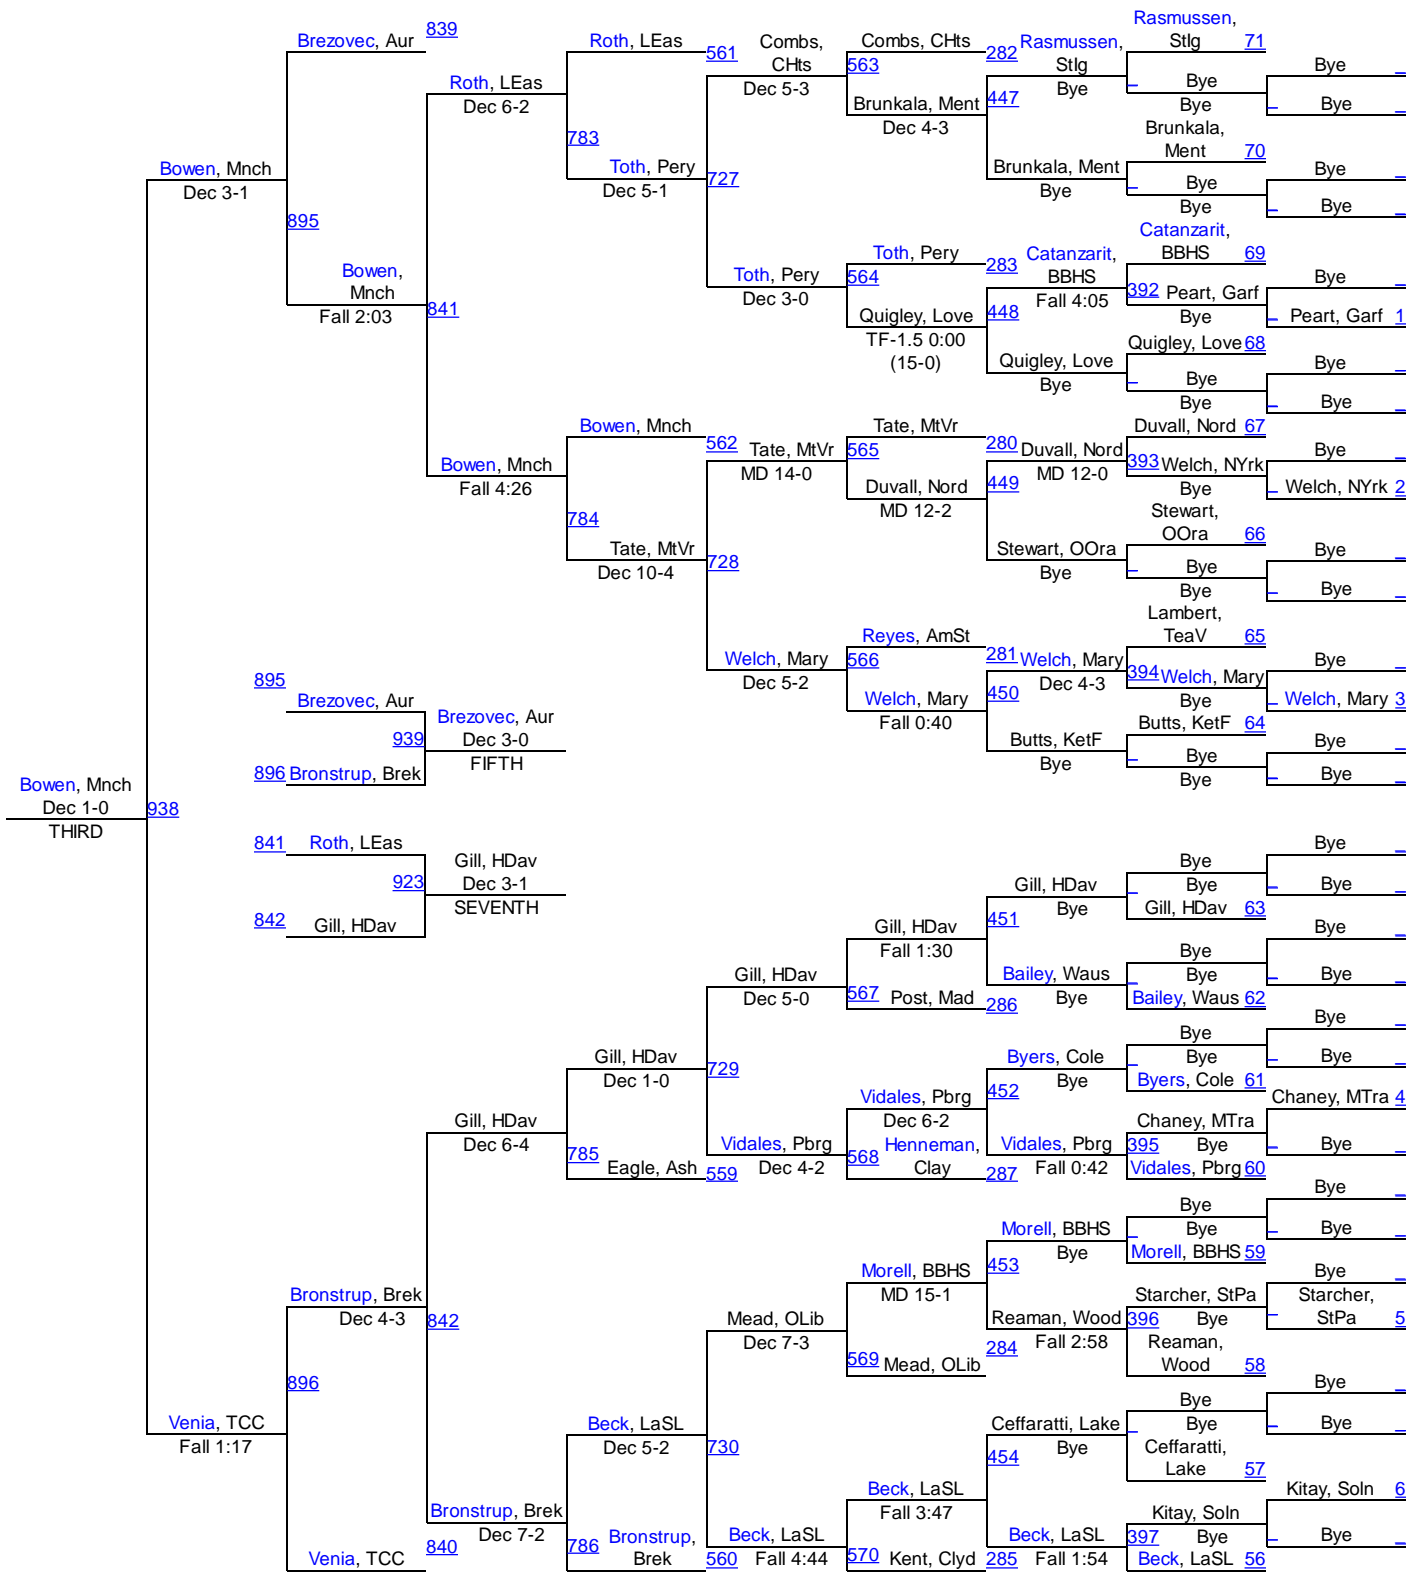 Rasmussen,
Brezovec, Aur 839 Roth, LEas 561 Combs, Combs, CHts 282 Rasmussen, StIg 71
CHts 563 StIg Bye _
Roth, LEas Dec 5-3 Bye _ Bye
Dec 6-2 Brunkala, Ment 447 Bye _ Bye _
Dec 4-3 Brunkala,
783 Ment 70
Bowen, Mnch Toth, Pery 727 Brunkala, Ment Bye _
Dec 3-1 Dec 5-1 Bye _ Bye
Bye _ Bye _
895 Catanzarit,
Toth, Pery 283 Catanzarit, BBHS 69
Bowen, Toth, Pery 564 BBHS Bye _
Mnch Dec 3-0 Fall 4:05 392 Peart, Garf
Fall 2:03 841 Quigley, Love 448 Bye _ Peart, Garf 1
TF-1.5 0:00 Quigley, Love 68
(15-0) Quigley, Love Bye _
Bye _ Bye
Bye _ Bye _
Bowen, Mnch 562 Tate, MtVr 280 Duvall, Nord 67
Tate, MtVr 565 Duvall, Nord Bye _
Bowen, Mnch MD 14-0 MD 12-0 393 Welch, NYrk
Fall 4:26 Duvall, Nord 449 Bye _ Welch, NYrk 2
MD 12-2 Stewart,
784 OOra 66
Tate, MtVr 728 Stewart, OOra Bye _
Dec 10-4 Bye _ Bye
Bye _ Bye _
Lambert,
Reyes, AmSt 281 TeaV 65
Welch, Mary 566 Welch, Mary Bye _
895 Dec 5-2 Dec 4-3 394 Welch, Mary
Brezovec, Aur Welch, Mary 450 Bye _ Welch, Mary 3
Brezovec, Aur Fall 0:40 Butts, KetF 64
939 Dec 3-0 Butts, KetF Bye _
FIFTH Bye _ Bye
896 Bronstrup, Brek Bye _ Bye _
Bowen, Mnch
Dec 1-0 938
THIRD
841 Roth, LEas Bye _
Gill, HDav Bye
923 Dec 3-1 Gill, HDav _ Bye _ Bye _
SEVENTH Bye Gill, HDav 63
842 Gill, HDav Gill, HDav 451 Bye _
Fall 1:30 Bye
Gill, HDav Bailey, Waus _ Bye _ Bye _
Dec 5-0 567 Post, Mad 286 Bye Bailey, Waus 62
Bye _
Bye
Gill, HDav 729 Byers, Cole _ Bye _ Bye _
Dec 1-0 Bye Byers, Cole 61
Vidales, Pbrg 452 Chaney, MTra 4
Gill, HDav Dec 6-2 Chaney, MTra
Dec 6-4 785 Vidales, Pbrg 568 Henneman, Vidales, Pbrg 395 Bye _ Bye _
Eagle, Ash 559 Dec 4-2 Clay 287 Fall 0:42 Vidales, Pbrg 60
Bye _
Bye
Morell, BBHS _ Bye _ Bye _
Bye Morell, BBHS 59
Morell, BBHS 453 Bye _
Bronstrup, Brek MD 15-1 Starcher, StPa Starcher,
Dec 4-3 842 Mead, OLib Reaman, Wood 396 Bye _ StPa 5
Dec 7-3 284 Fall 2:58 Reaman,
569 Mead, OLib Wood 58
896 Bye _
Bye
Venia, TCC Beck, LaSL Ceffaratti, Lake _ Bye _ Bye _
Fall 1:17 Dec 5-2 730 Bye Ceffaratti,
454 Lake 57
Beck, LaSL Kitay, Soln 6
Bronstrup, Brek Fall 3:47 Kitay, Soln
Dec 7-2 786 Bronstrup, Beck, LaSL Beck, LaSL 397 Bye _ Bye _
Venia, TCC 840 Brek 560 Fall 4:44 570 Kent, Clyd 285 Fall 1:54 Beck, LaSL 56